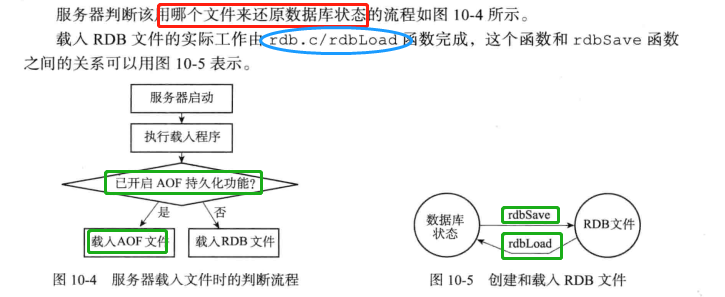 服务器判断该用哪个文件来还原数据库状态的流程如图 10-4 所示。
载入 RDB 文件的实际工作由 rdb.c/rdbLoad 函数完成，这个函数和 rdbSave 函数
之间的关系可以用图 10-5 表示。
服务器启动
执行载入程序
已开启 AOF 持久化功能?
是
否
载入AOF 文件
载入RDB 文件
图 10-4 服务器载入文件时的判断流程
数据库
状态
rdbSave
rdbLoad
RDB文件
图 10-5 创建和载入 RDB 文件